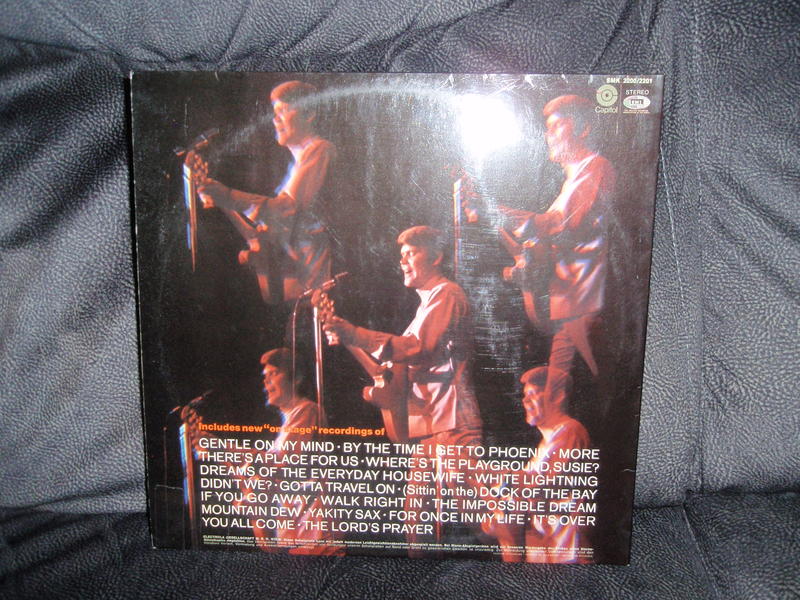 SMK 2200/2201
Capitol
STEREO
EMI
Includes new "on stage" recordings of
GENTLE ON MY MIND • BY THE TIME I GET TO PHOENIX • MORE
THERE'S A PLACE FOR US • WHERE'S THE PLAYGROUND, SUSIE?
DREAMS OF THE EVERYDAY HOUSEWIFE • WHITE LIGHTNING
DIDN'T WE? • GOTTA TRAVEL ON • (Sittin' on the) DOCK OF THE BAY
IF YOU GO AWAY • WALK RIGHT IN • THE IMPOSSIBLE DREAM
MOUNTAIN DEW • YAKITY SAX • FOR ONCE IN MY LIFE • IT'S OVER
YOU ALL COME • THE LORD'S PRAYER
ELECTROLA GESELLSCHAFT M. B. H. KÖLN